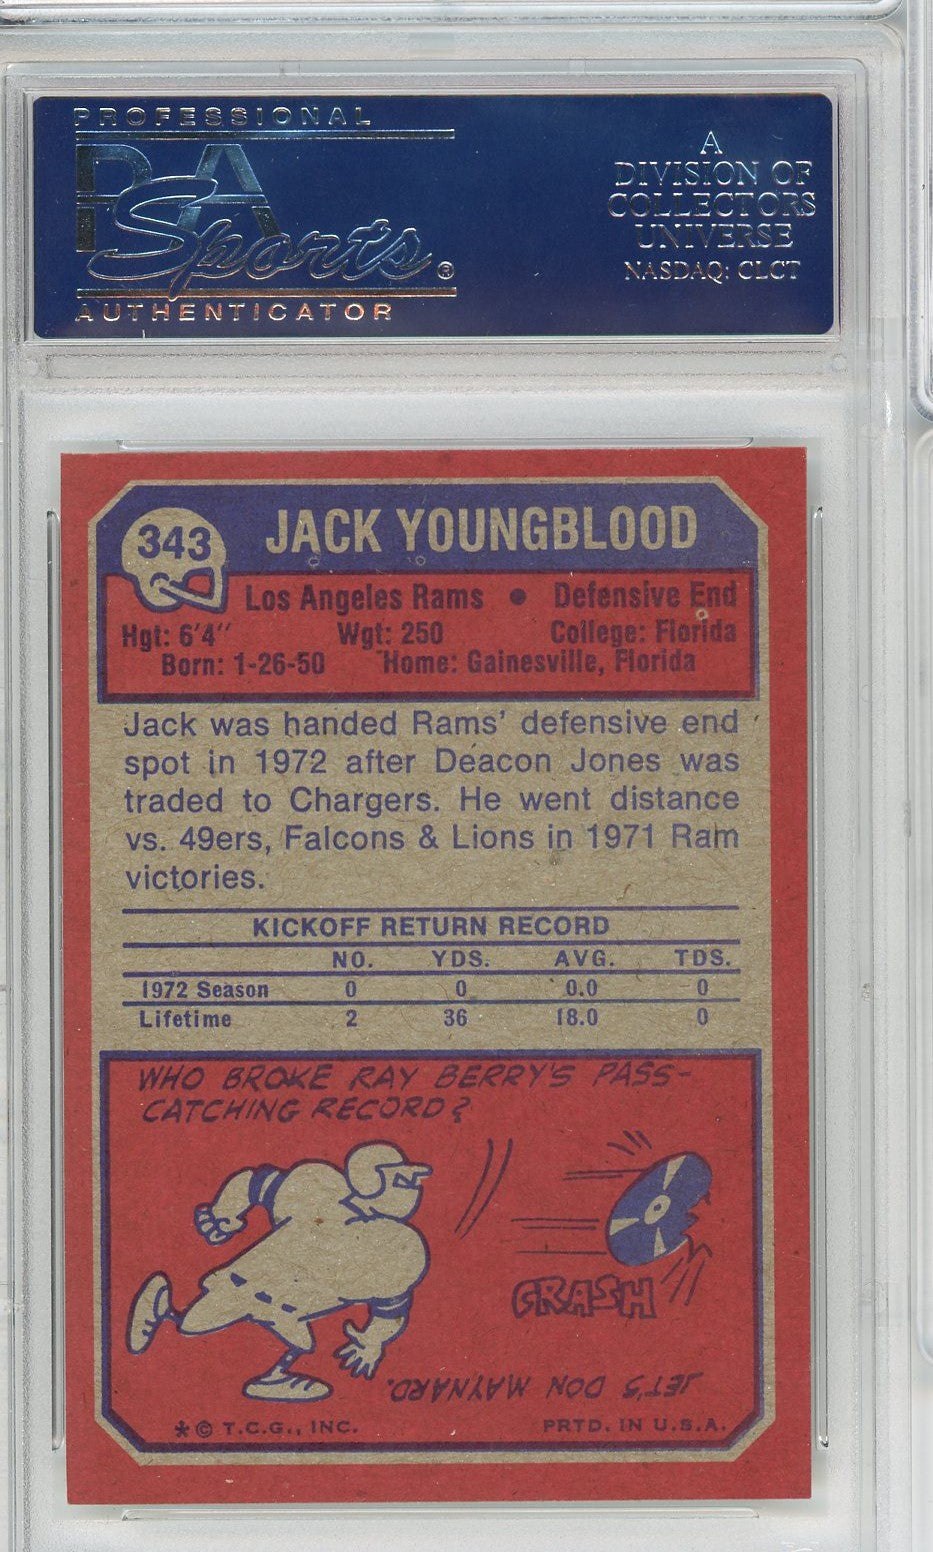 PROFESSIONAL
PSA
Sports®
AUTHENTICATOR
A
DIVISION OF
COLLECTORS
UNIVERSE
NASDAQ: CLCT
343 JACK YOUNGBLOOD
Los Angeles Rams • Defensive End
Hgt: 6'4" Wgt: 250 College: Florida
Born: 1-26-50 Home: Gainesville, Florida
Jack was handed Rams' defensive end
spot in 1972 after Deacon Jones was
traded to Chargers. He went distance
vs. 49ers, Falcons & Lions in 1971 Ram
victories.
KICKOFF RETURN RECORD
NO. YDS. AVG. TDS.
1972 Season 0 0 0.0 0
Lifetime 2 36 18.0 0
WHO BROKE RAY BERRY'S PASS-
CATCHING RECORD?
CRASH
JET'S DON MAYNARD.
*© T.C.G., INC. PRTD. IN U.S.A.